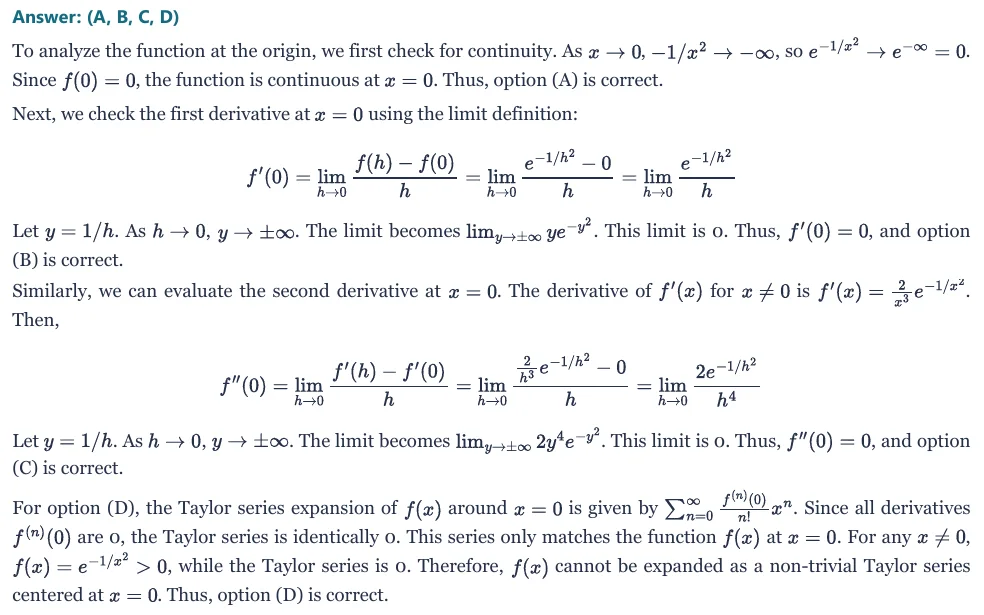 Answer: (A, B, C, D)
To analyze the function at the origin, we first check for continuity. As x → 0, −1/x² → −∞, so e^{−1/x²} → e^{−∞} = 0.
Since f(0) = 0, the function is continuous at x = 0. Thus, option (A) is correct.
Next, we check the first derivative at x = 0 using the limit definition:
f'(0) = lim_{h→0} \frac{f(h) − f(0)}{h} = lim_{h→0} \frac{e^{−1/h²} − 0}{h} = lim_{h→0} \frac{e^{−1/h²}}{h}
Let y = 1/h. As h → 0, y → ±∞. The limit becomes lim_{y→±∞} ye^{−y²}. This limit is 0. Thus, f'(0) = 0, and option
(B) is correct.
Similarly, we can evaluate the second derivative at x = 0. The derivative of f'(x) for x ≠ 0 is f'(x) = \frac{2}{x³}e^{−1/x²}.
Then,
f''(0) = lim_{h→0} \frac{f'(h) − f'(0)}{h} = lim_{h→0} \frac{\frac{2}{h³}e^{−1/h²} − 0}{h} = lim_{h→0} \frac{2e^{−1/h²}}{h⁴}
Let y = 1/h. As h → 0, y → ±∞. The limit becomes lim_{y→±∞} 2y⁴e^{−y²}. This limit is 0. Thus, f''(0) = 0, and option
(C) is correct.
For option (D), the Taylor series expansion of f(x) around x = 0 is given by ∑_{n=0}^{∞} \frac{f^{(n)}(0)}{n!}xⁿ. Since all derivatives
f^{(n)}(0) are 0, the Taylor series is identically 0. This series only matches the function f(x) at x = 0. For any x ≠ 0,
f(x) = e^{−1/x²} > 0, while the Taylor series is 0. Therefore, f(x) cannot be expanded as a non-trivial Taylor series
centered at x = 0. Thus, option (D) is correct.